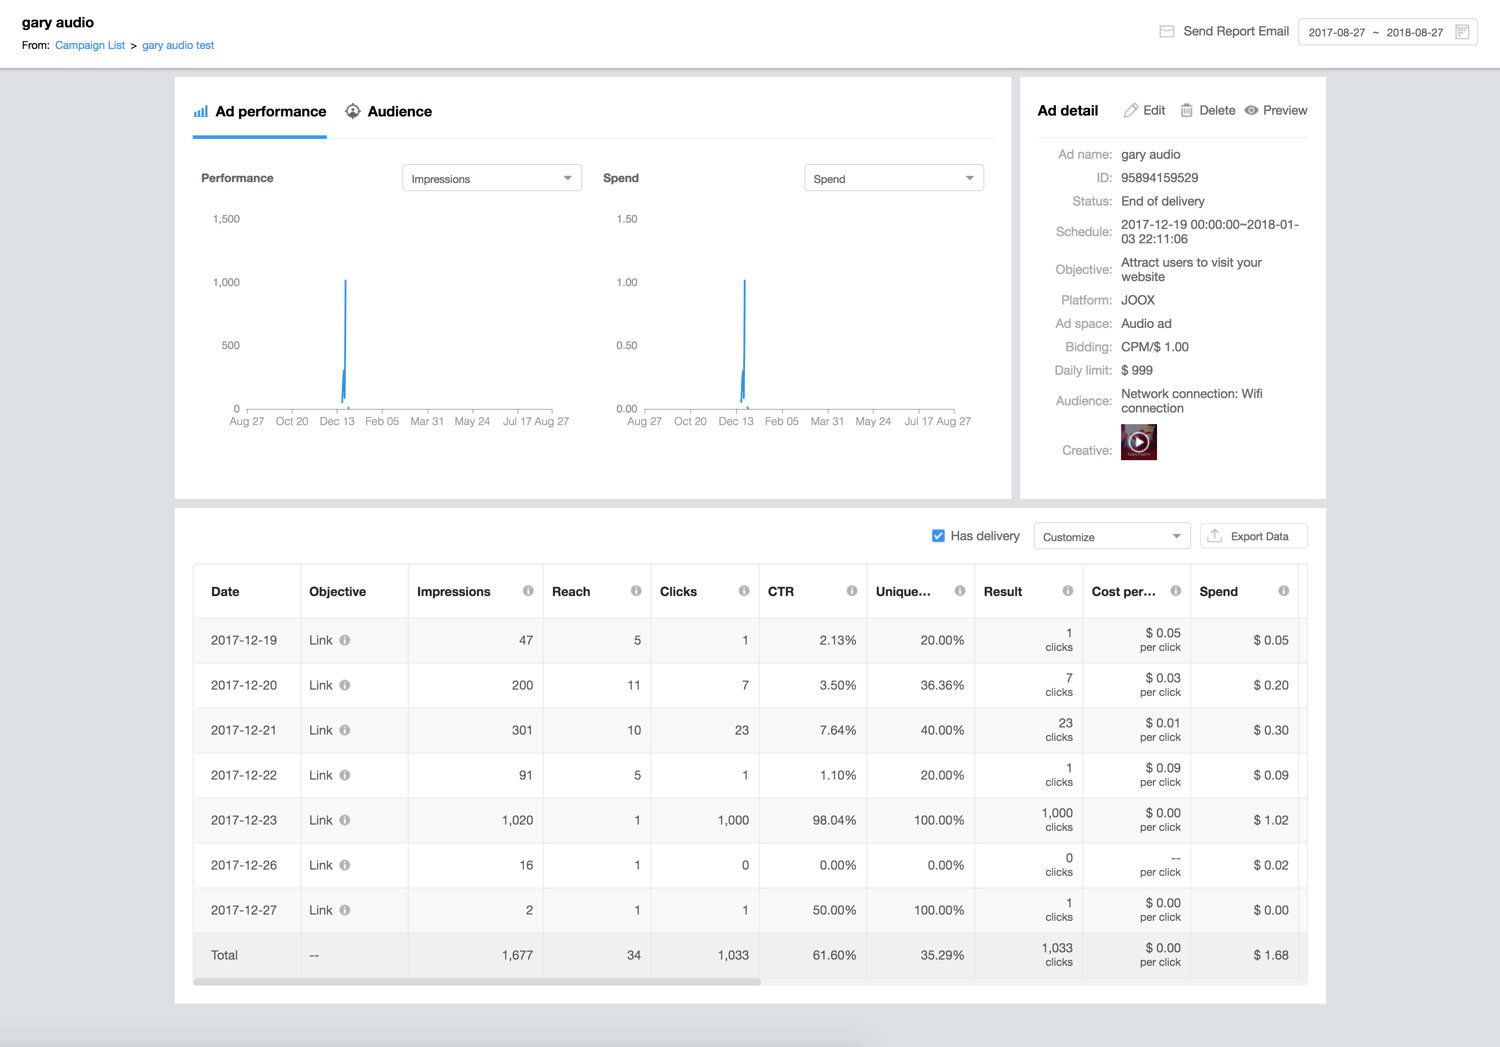 gary audio
From: Campaign List > gary audio test
Send Report Email
2017-08-27 ~ 2018-08-27
Ad performance
Audience
Performance
Impressions
1,500
1,000
500
0
Aug 27 Oct 20 Dec 13 Feb 05 Mar 31 May 24 Jul 17 Aug 27
Spend
Spend
1.50
1.00
0.50
0.00
Aug 27 Oct 20 Dec 13 Feb 05 Mar 31 May 24 Jul 17 Aug 27
Ad detail Edit Delete Preview
Ad name: gary audio
ID: 95894159529
Status: End of delivery
Schedule: 2017-12-19 00:00:00~2018-01-
03 22:11:06
Objective: Attract users to visit your
website
Platform: JOOX
Ad space: Audio ad
Bidding: CPM/$ 1.00
Daily limit: $ 999
Audience: Network connection: Wifi
connection
Creative:
Has delivery Customize Export Data
Date Objective Impressions Reach Clicks CTR Unique... Result Cost per... Spend
2017-12-19 Link 47 5 1 2.13% 20.00% 1 clicks $ 0.05 per click $ 0.05
2017-12-20 Link 200 11 7 3.50% 36.36% 7 clicks $ 0.03 per click $ 0.20
2017-12-21 Link 301 10 23 7.64% 40.00% 23 clicks $ 0.01 per click $ 0.30
2017-12-22 Link 91 5 1 1.10% 20.00% 1 clicks $ 0.09 per click $ 0.09
2017-12-23 Link 1,020 1 1,000 98.04% 100.00% 1,000 clicks $ 0.00 per click $ 1.02
2017-12-26 Link 16 1 0 0.00% 0.00% 0 clicks -- per click $ 0.02
2017-12-27 Link 2 1 1 50.00% 100.00% 1 clicks $ 0.00 per click $ 0.00
Total -- 1,677 34 1,033 61.60% 35.29% 1,033 clicks $ 0.00 per click $ 1.68